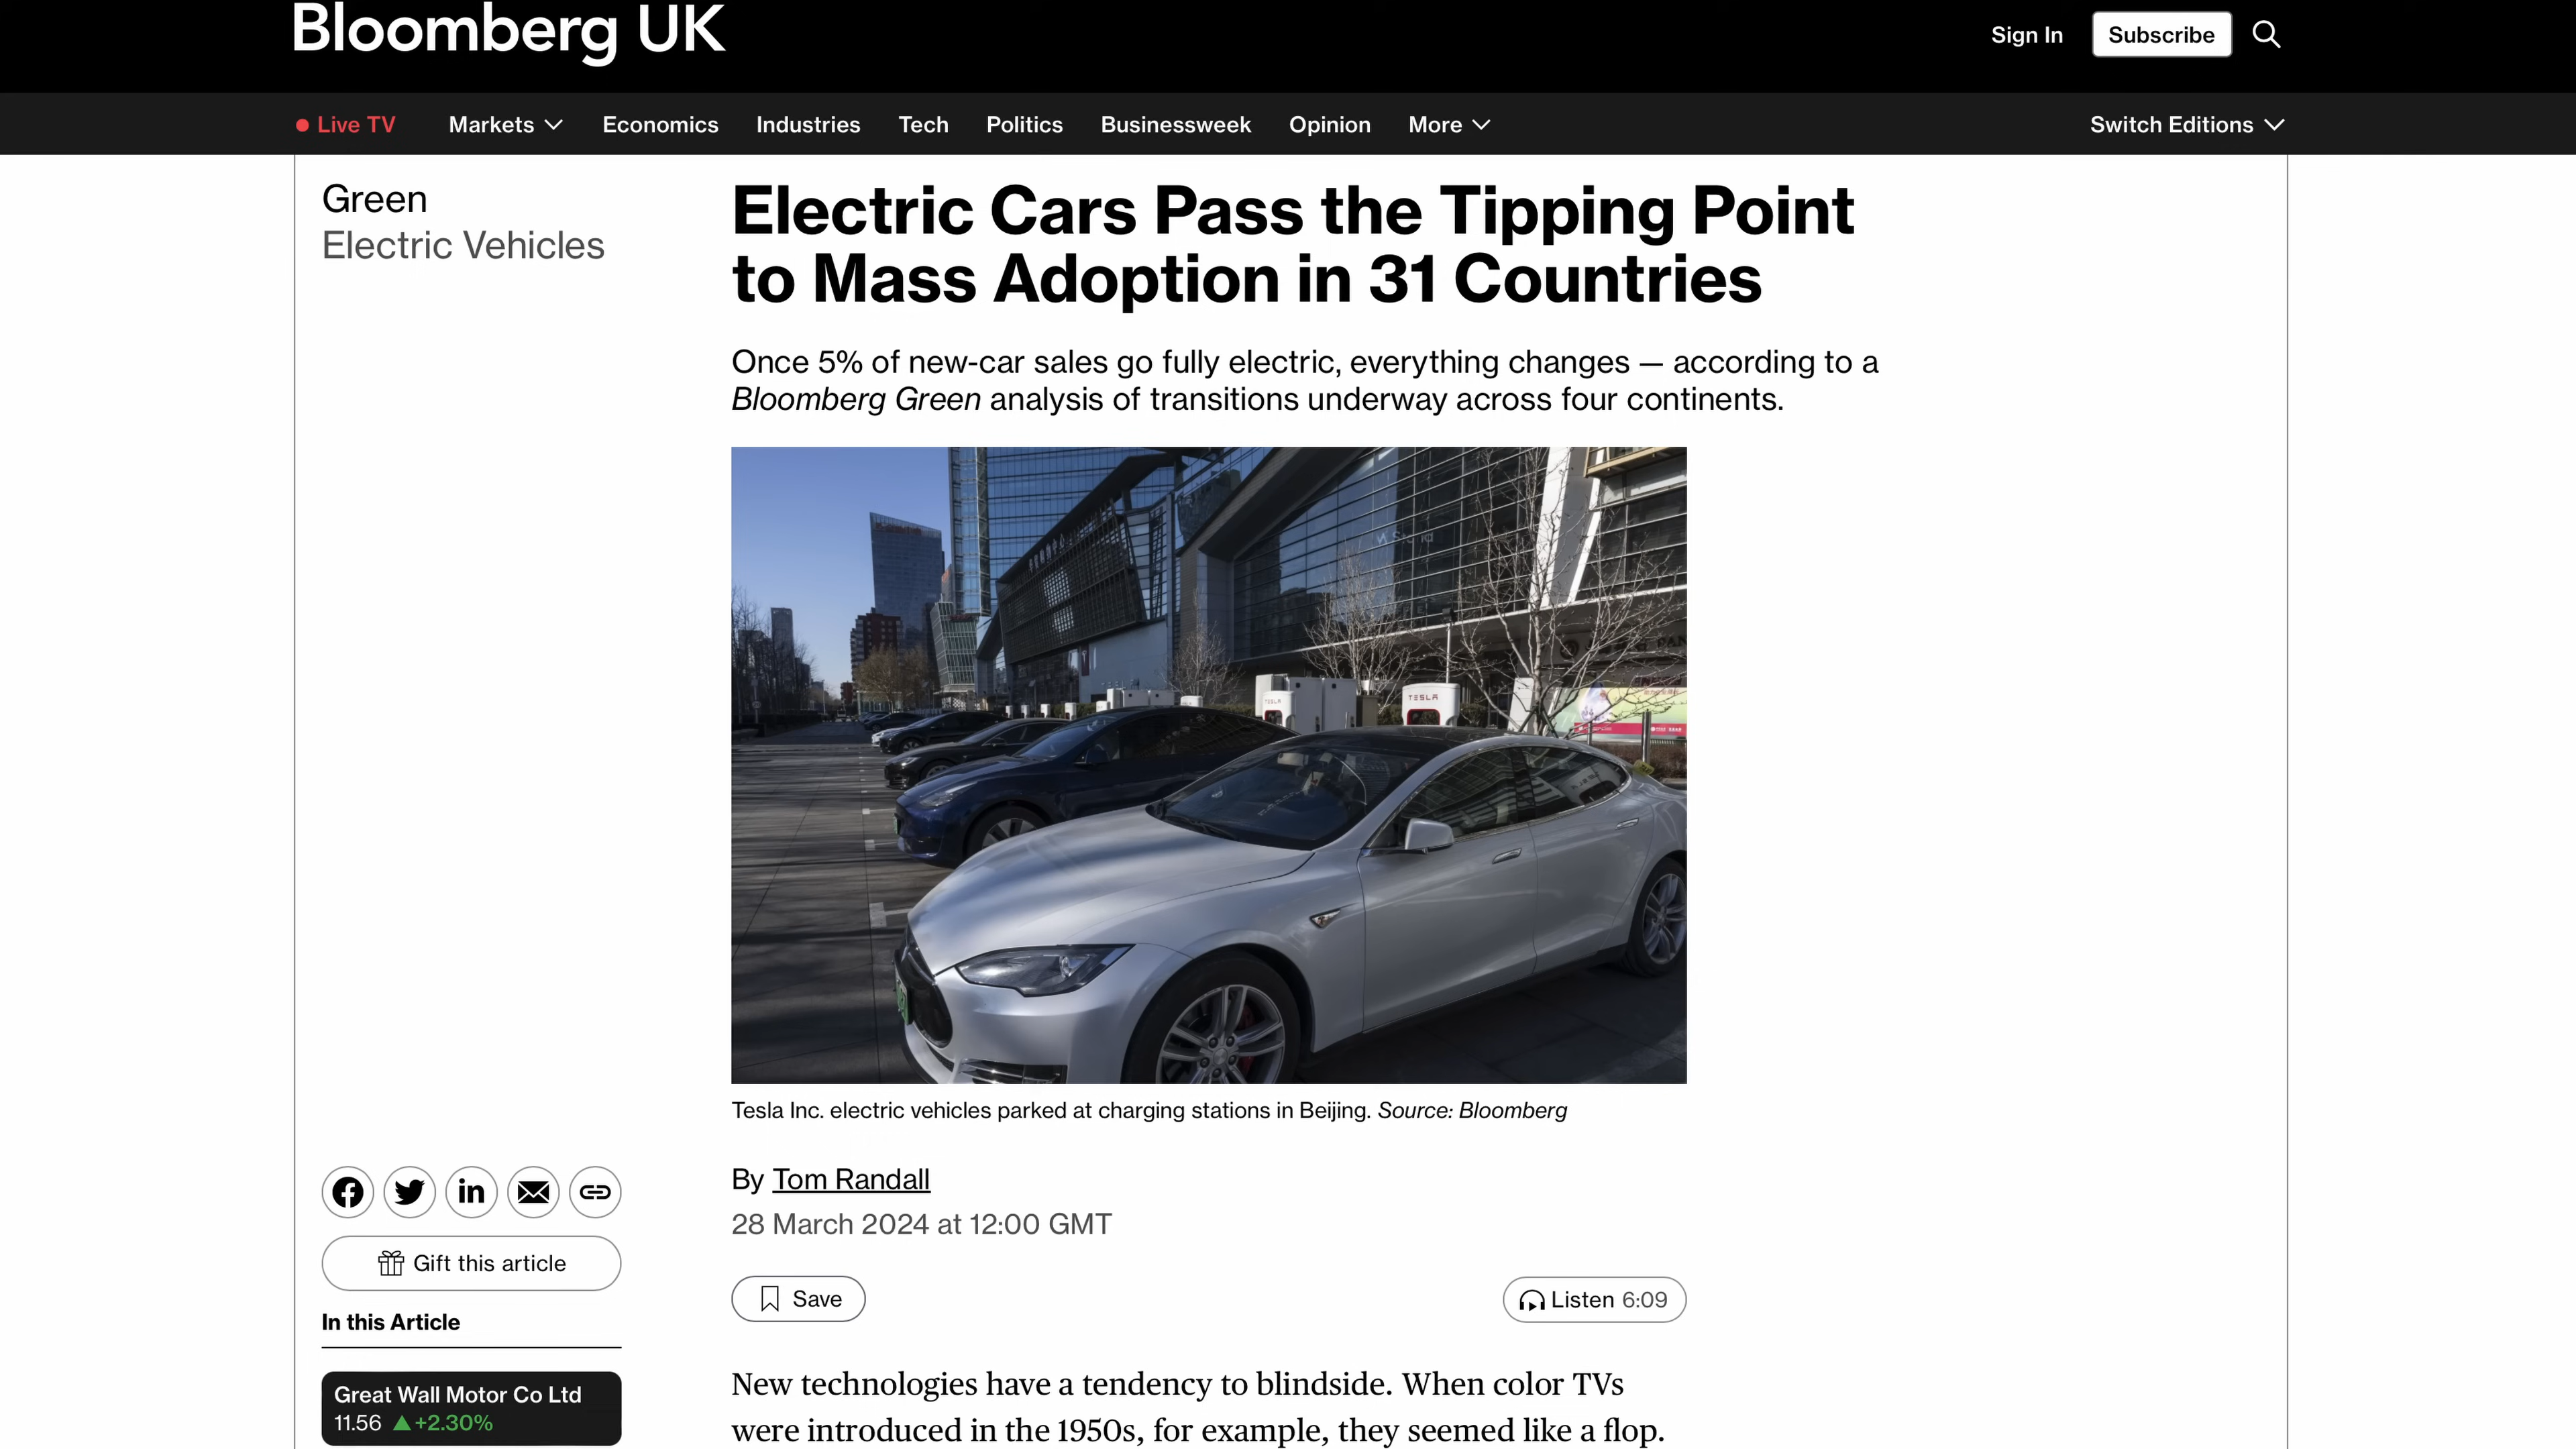 Bloomberg UK
Sign In
Subscribe
Live TV
Markets
Economics
Industries
Tech
Politics
Businessweek
Opinion
More
Switch Editions
Green
Electric Vehicles
Electric Cars Pass the Tipping Point
to Mass Adoption in 31 Countries
Once 5% of new-car sales go fully electric, everything changes — according to a
Bloomberg Green analysis of transitions underway across four continents.
TESLA
TESLA
Tesla Inc. electric vehicles parked at charging stations in Beijing. Source: Bloomberg
By Tom Randall
28 March 2024 at 12:00 GMT
Save
Listen 6:09
Gift this article
In this Article
Great Wall Motor Co Ltd
11.56 ▲ +2.30%
New technologies have a tendency to blindside. When color TVs
were introduced in the 1950s, for example, they seemed like a flop.